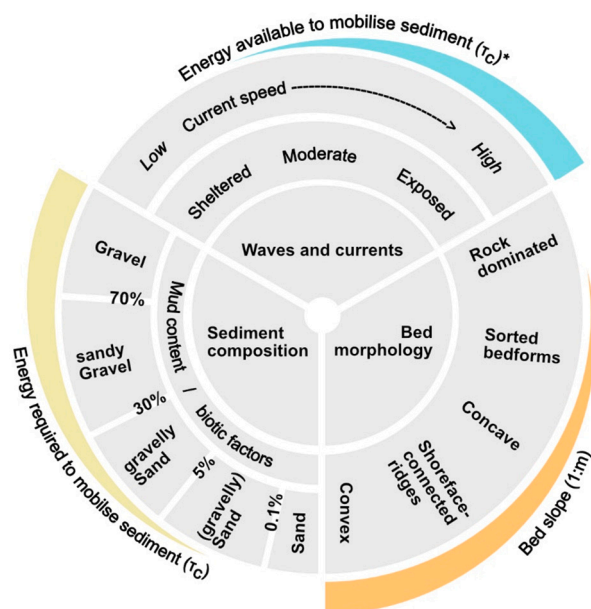 Energy available to mobilise sediment (τc)*
Current speed
Low
High
Sheltered
Moderate
Exposed
Waves and currents
Gravel
70%
sandy
Gravel
30%
gravelly
Sand
5%
(gravelly)
Sand
0.1%
Sand
Mud content /
biotic factors
Sediment
composition
Bed
morphology
Rock
dominated
Sorted
bedforms
Concave
Shoreface-
connected
ridges
Convex
Energy required to mobilise sediment (τc)
Bed slope (1:m)